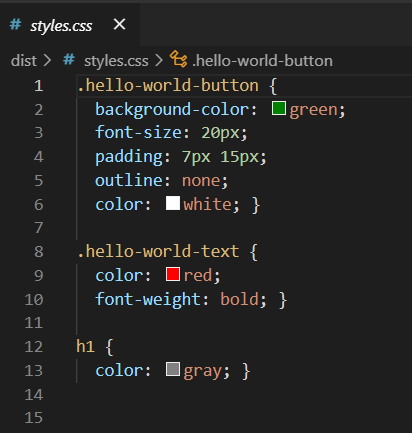 # styles.css ×
dist > # styles.css > .hello-world-button
1 .hello-world-button {
2   background-color: green;
3   font-size: 20px;
4   padding: 7px 15px;
5   outline: none;
6   color: white; }
7
8 .hello-world-text {
9   color: red;
10   font-weight: bold; }
11
12 h1 {
13   color: gray; }
14
15